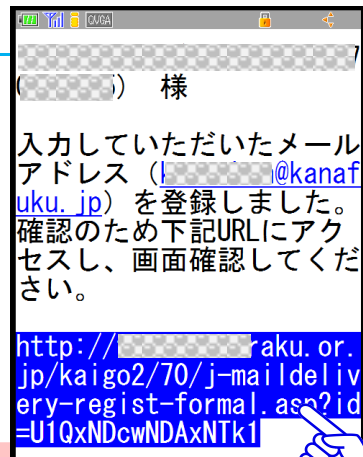 QVGA
) 様
入力していただいたメール
アドレス（k@kanaf
uku.jp）を登録しました。
確認のため下記URLにアク
セスし、画面確認してくだ
さい。
http://raku.or.
jp/kaigo2/70/j-maildeliv
ery-regist-formal.asp?id
=U1QxNDcwNDAxNTk1